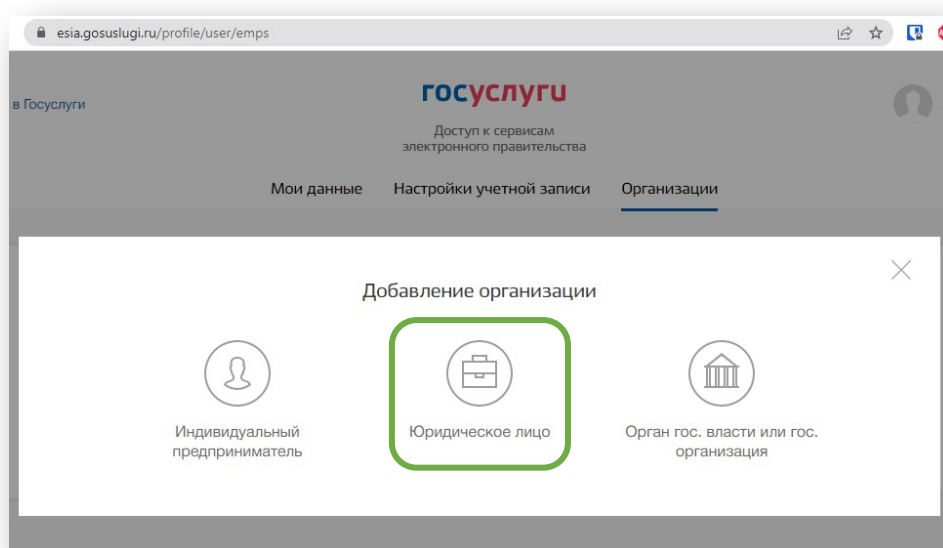 esia.gosuslugi.ru/profile/user/emps
в Госуслуги
госуслуги
Доступ к сервисам
электронного правительства
Мои данные Настройки учетной записи Организации
Добавление организации
Индивидуальный
предприниматель
Юридическое лицо
Орган гос. власти или гос.
организация